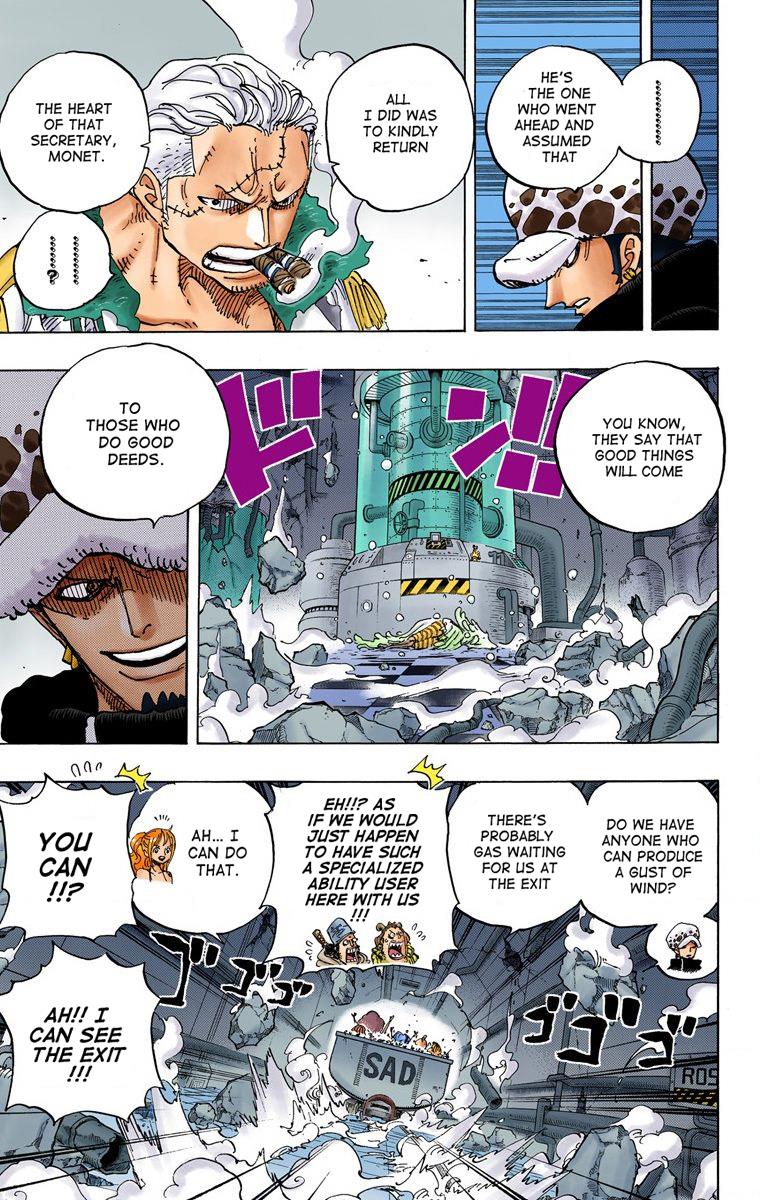 ..........
HE'S
THE ONE
WHO WENT
AHEAD AND
ASSUMED
THAT
ALL
I DID WAS
TO KINDLY
RETURN
THE HEART
OF THAT
SECRETARY,
MONET.
..........?
YOU KNOW,
THEY SAY THAT
GOOD THINGS
WILL COME
ドン!!
TO
THOSE WHO
DO GOOD
DEEDS.
DO WE HAVE
ANYONE WHO
CAN PRODUCE
A GUST OF
WIND?
THERE'S
PROBABLY
GAS WAITING
FOR US AT
THE EXIT
EH!!? AS
IF WE WOULD
JUST HAPPEN
TO HAVE SUCH
A SPECIALIZED
ABILITY USER
HERE WITH US
!!!
AH... I
CAN DO
THAT.
YOU
CAN
!!?
ゴゴゴ
ゴゴゴ
SAD
ROS
AH!! I
CAN SEE
THE EXIT
!!!